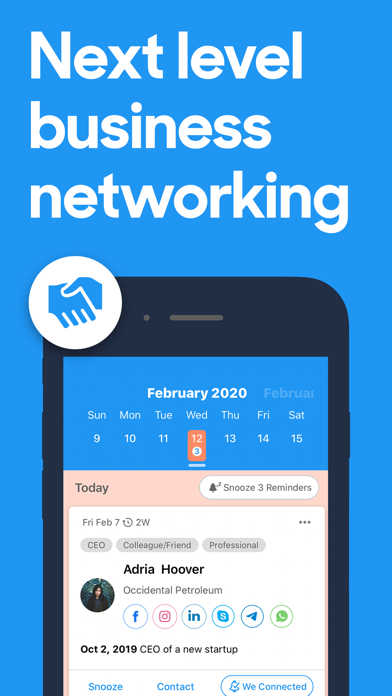 Next level
business
networking
February 2020 Februar
Sun Mon Tue Wed Thu Fri Sat
9 10 11 12 13 14 15
3
Today
Snooze 3 Reminders
Fri Feb 7 2W
CEO Colleague/Friend Professional
Adria Hoover
Occidental Petroleum
Oct 2, 2019 CEO of a new startup
Snooze Contact We Connected